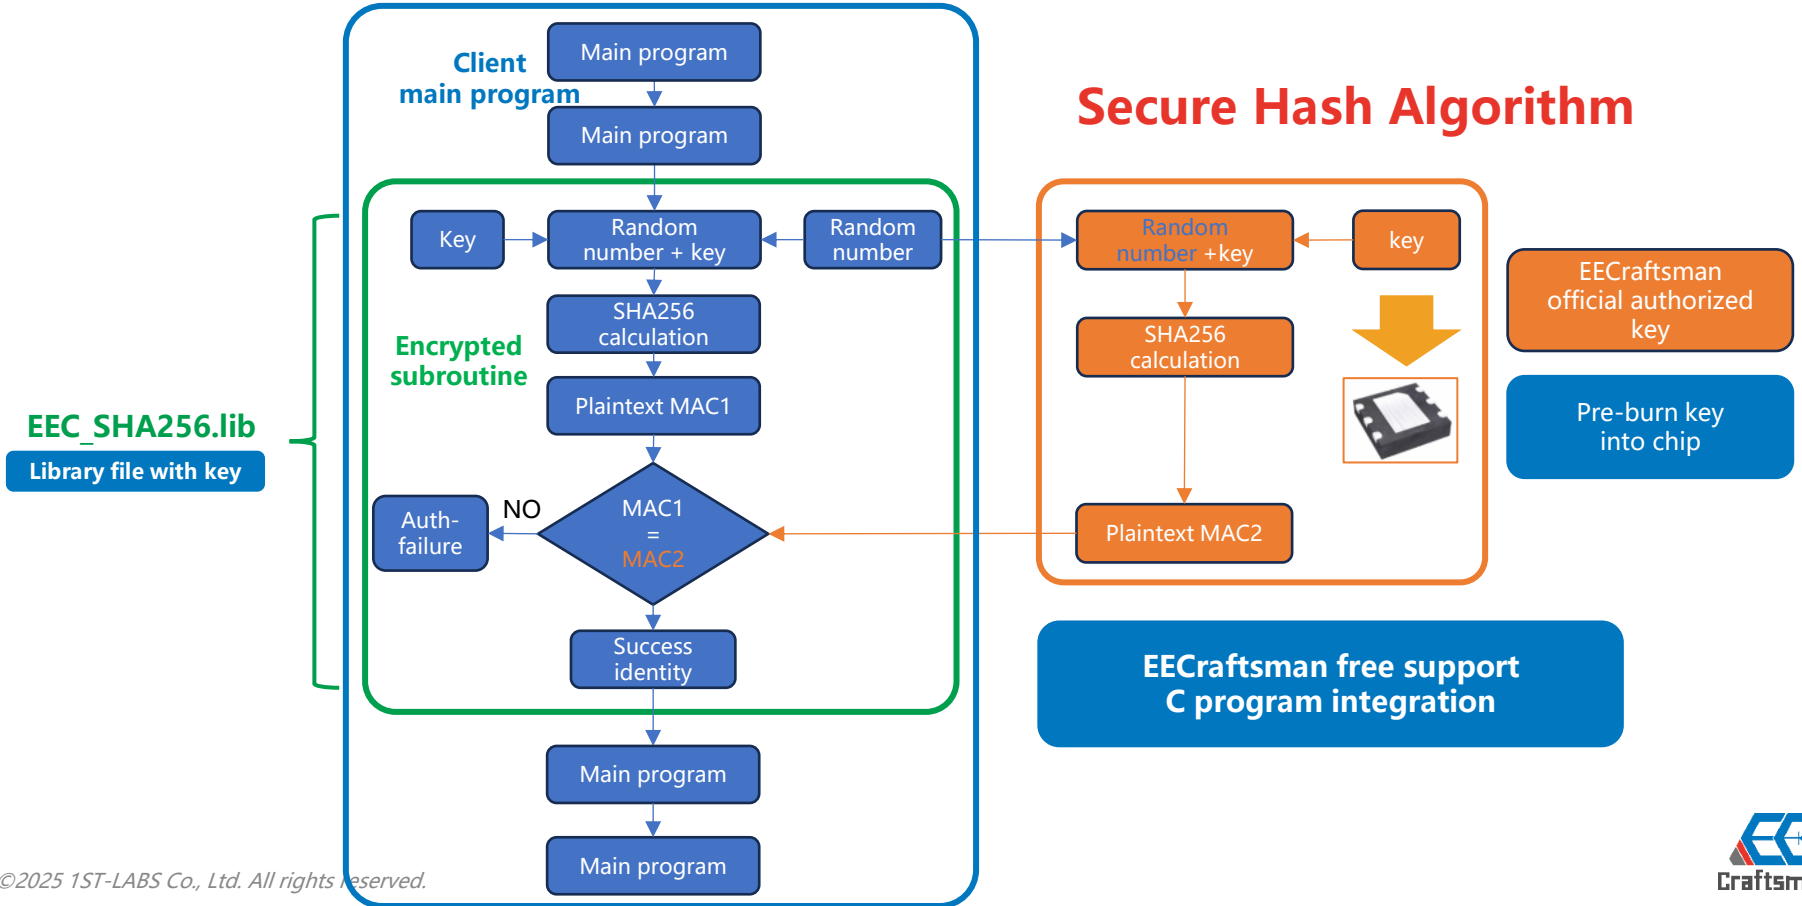 Main program
Client
main program
Main program
Secure Hash Algorithm
Key
Random
number + key
Random
number
Random
number +key
key
EECraftsman
official authorized
key
SHA256
calculation
SHA256
calculation
Encrypted
subroutine
Plaintext MAC1
Pre-burn key
into chip
EEC_SHA256.lib
Library file with key
Auth-
failure
NO
MAC1
=
MAC2
Plaintext MAC2
Success
identity
EECraftsman free support
C program integration
Main program
Main program
©2025 1ST-LABS Co., Ltd. All rights reserved.